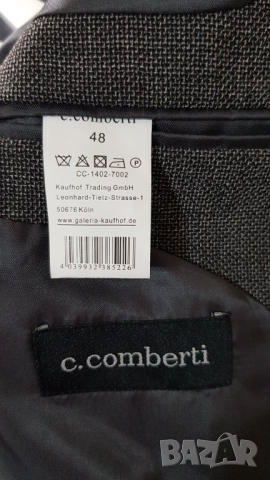 c.comberti
48
P
CC-1402-7002
Kaufhof Trading GmbH
Leonhard-Tietz-Strasse-1
50676 Köln
www.galeria-kaufhof.de
4 039932 385226
c.comberti
BAZAR